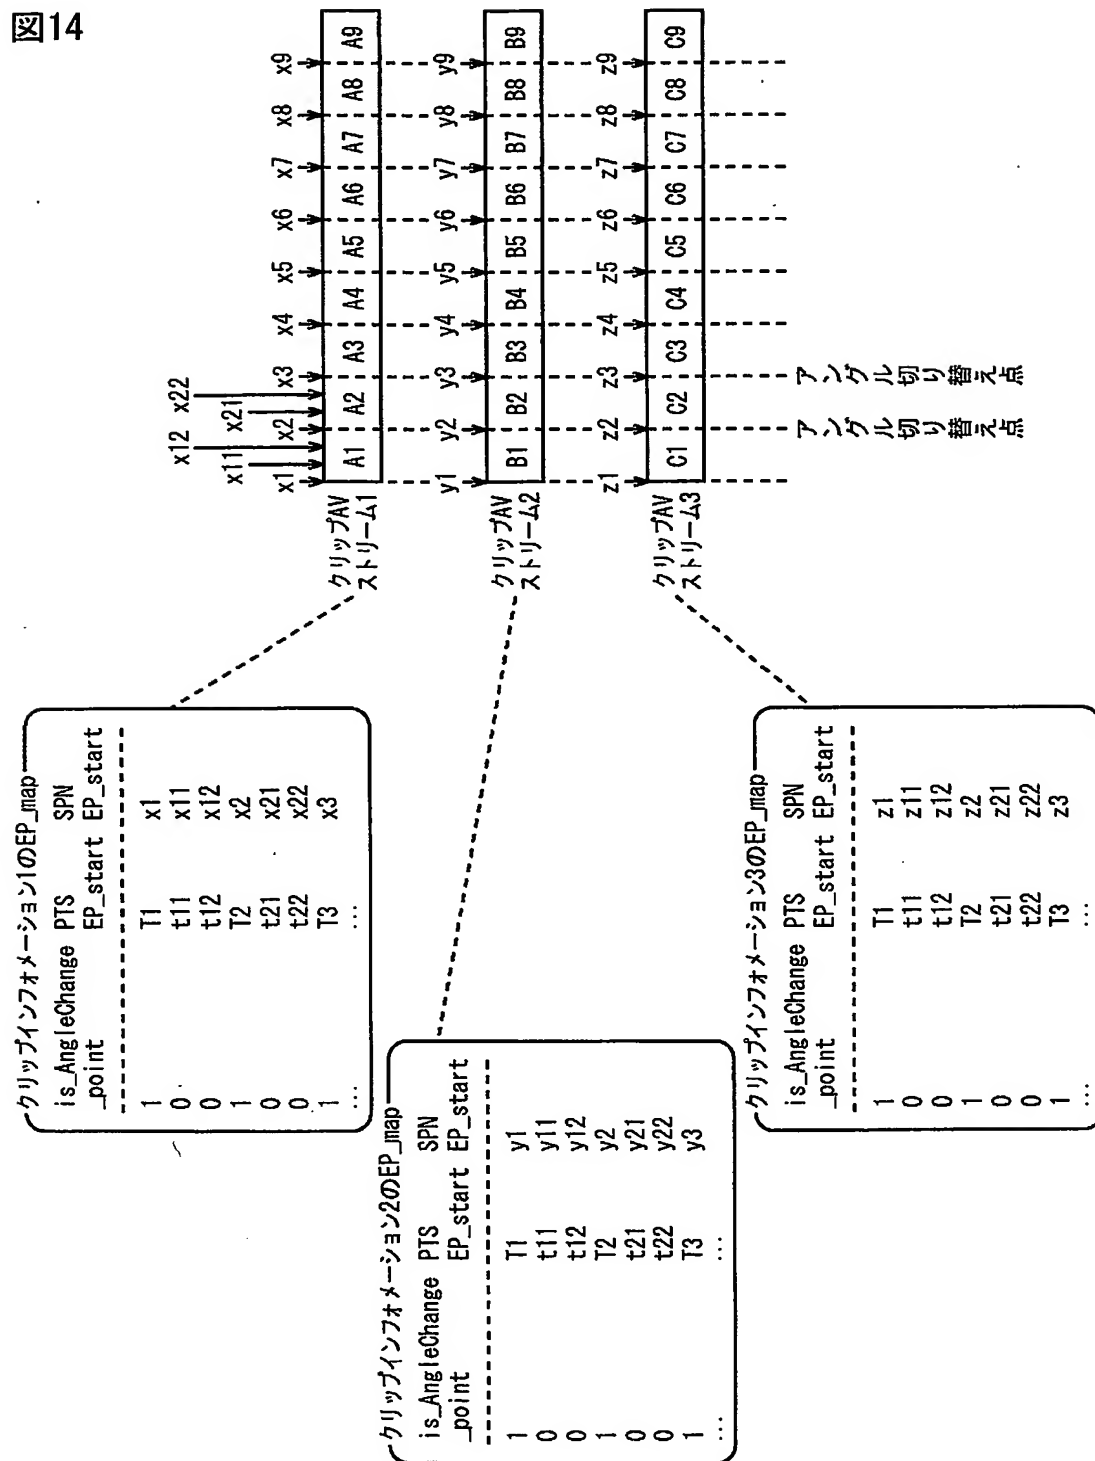 図14
クリップインフォメーション1のEP_map
is_AngleChange PTS SPN
_point EP_start EP_start
1 T1 x1
0 t11 x11
0 t12 x12
1 T2 x2
0 t21 x21
0 t22 x22
1 T3 x3
...
クリップインフォメーション2のEP_map
is_AngleChange PTS SPN
_point EP_start EP_start
1 T1 y1
0 t11 y11
0 t12 y12
1 T2 y2
0 t21 y21
0 t22 y22
1 T3 y3
...
クリップインフォメーション3のEP_map
is_AngleChange PTS SPN
_point EP_start EP_start
1 T1 z1
0 t11 z11
0 t12 z12
1 T2 z2
0 t21 z21
0 t22 z22
1 T3 z3
...
x12 x22
x11 x21
x1 x2 x3 x4 x5 x6 x7 x8 x9
クリップAV
ストリーム1
A1 A2 A3 A4 A5 A6 A7 A8 A9
y1 y2 y3 y4 y5 y6 y7 y8 y9
クリップAV
ストリーム2
B1 B2 B3 B4 B5 B6 B7 B8 B9
z1 z2 z3 z4 z5 z6 z7 z8 z9
クリップAV
ストリーム3
C1 C2 C3 C4 C5 C6 C7 C8 C9
アングル切り替え点
アングル切り替え点